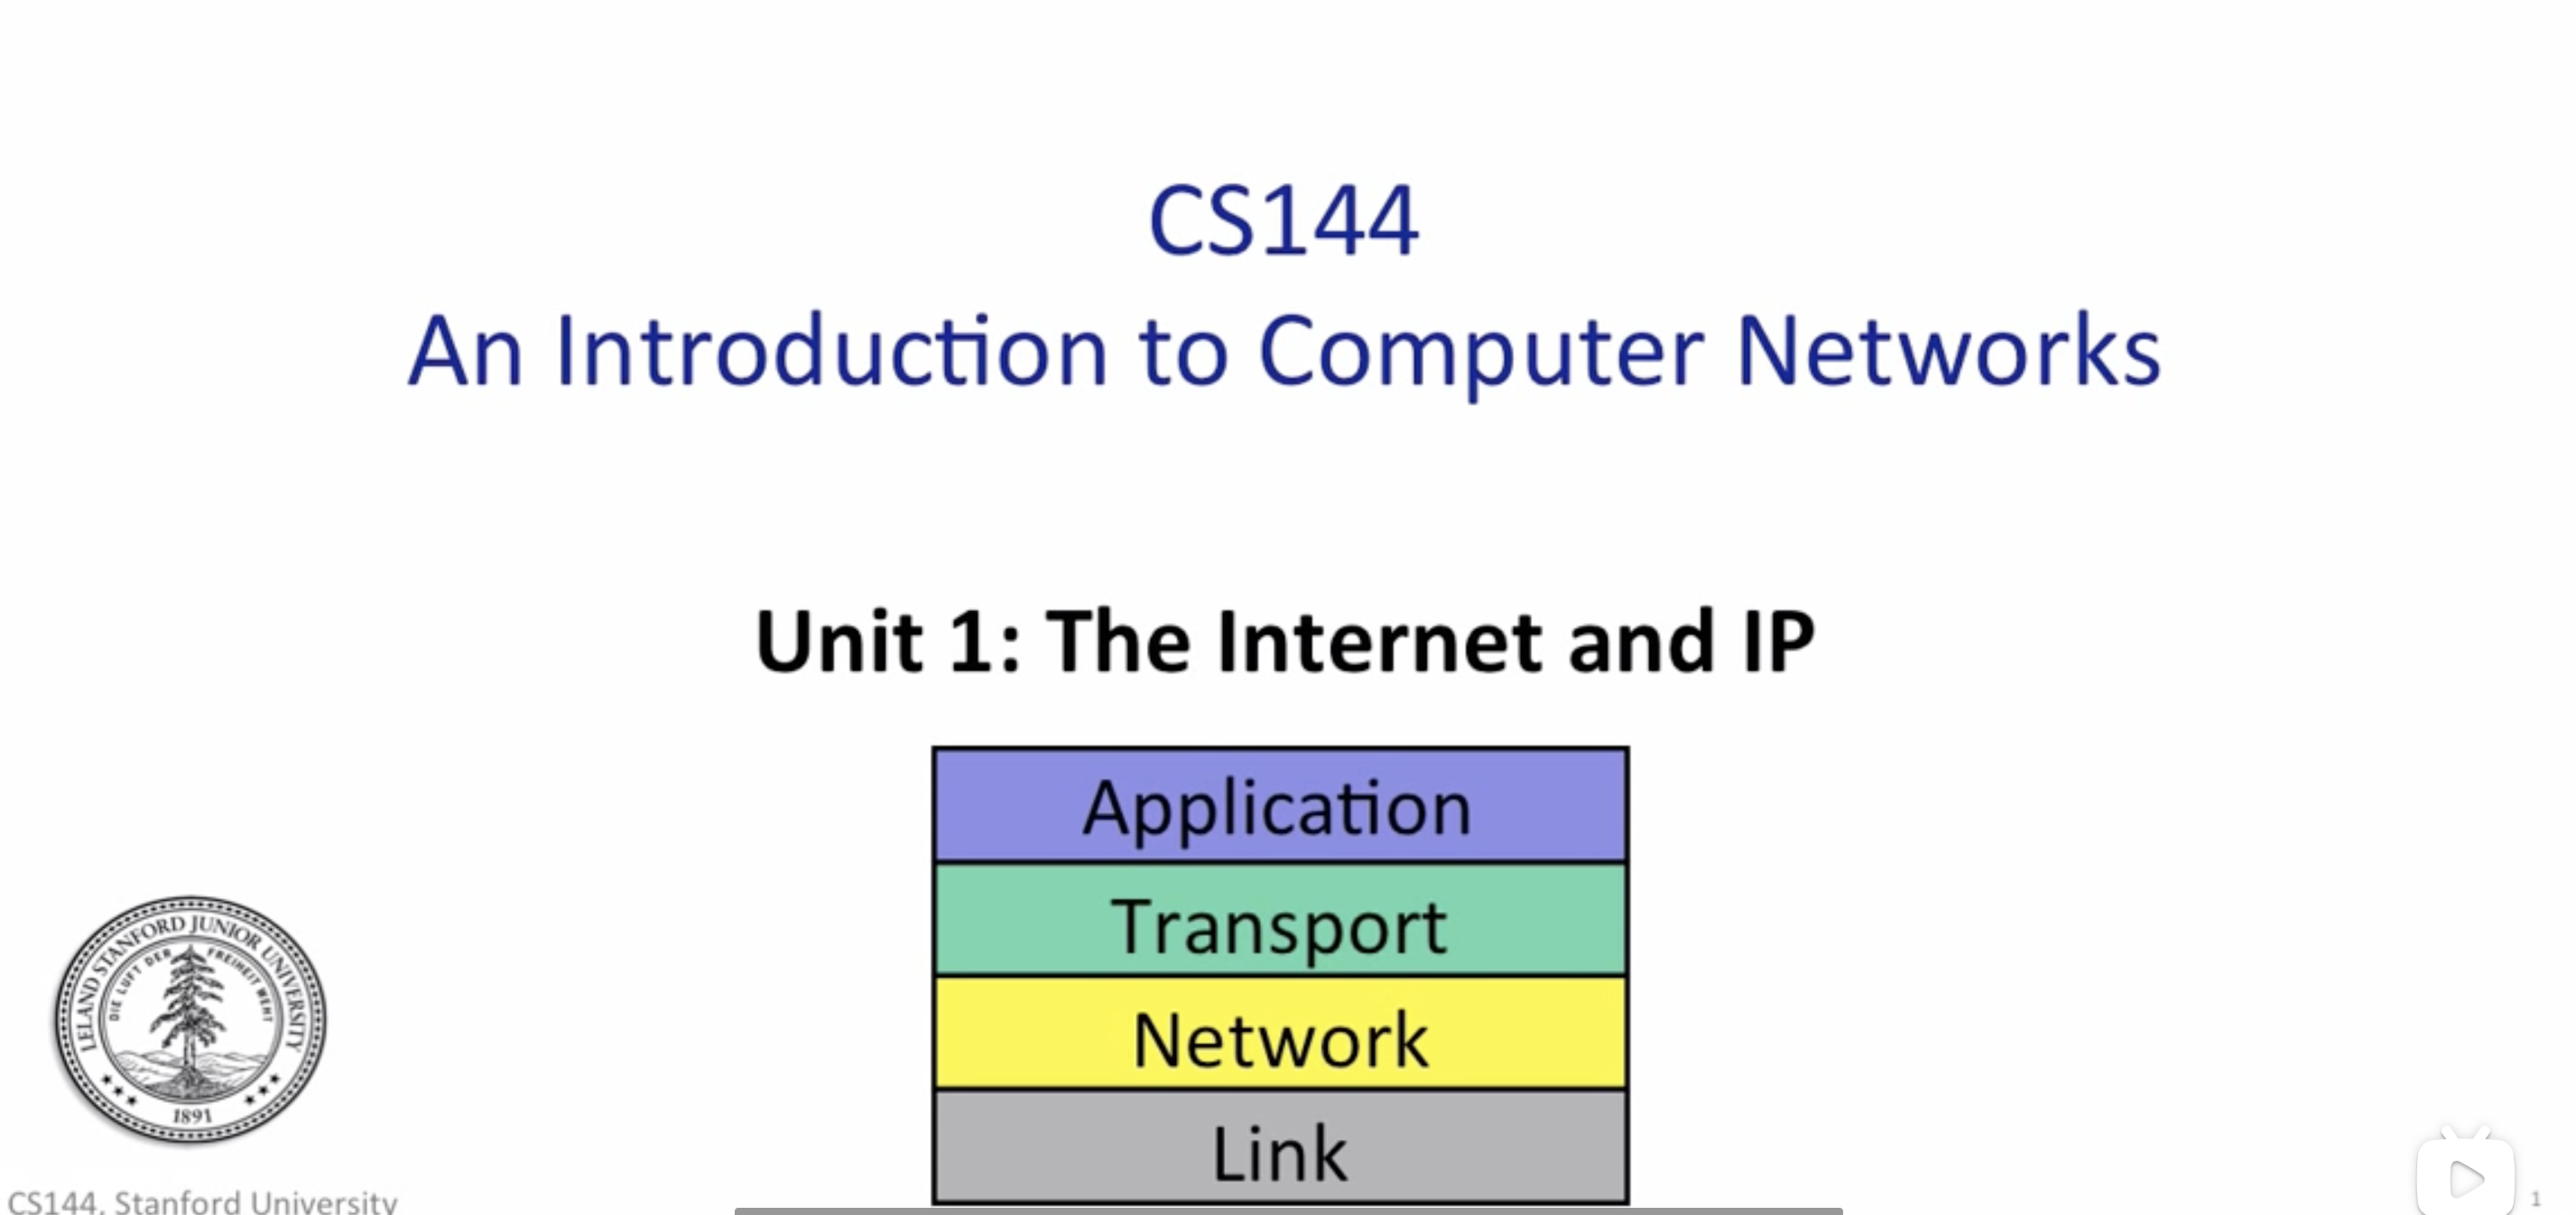 CS144
An Introduction to Computer Networks
Unit 1: The Internet and IP
Application
Transport
Network
Link
LELAND STANFORD JUNIOR UNIVERSITY
DIE LUFT DER FREIHEIT WEHT
1891
CS144, Stanford University
1